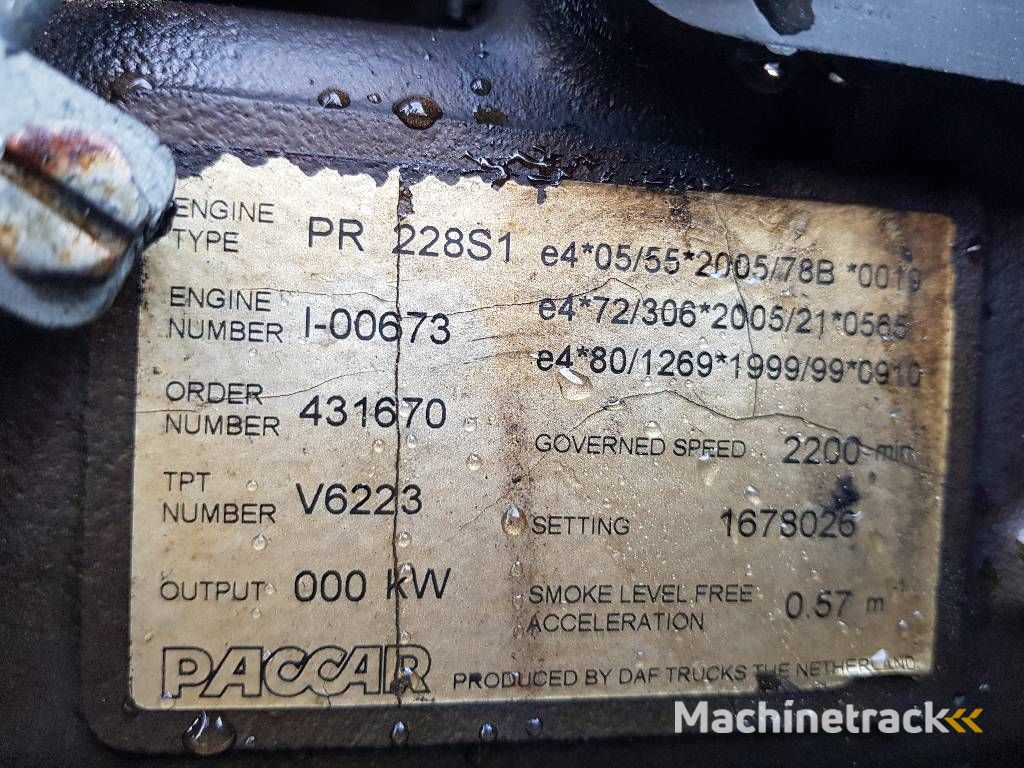 ENGINE TYPE PR 228S1
ENGINE NUMBER I-00673
ORDER NUMBER 431670
TPT NUMBER V6223
OUTPUT 000 kW
e4*05/55*2005/78B *0019
e4*72/306*2005/21*0565
e4*80/1269*1999/99*0910
GOVERNED SPEED 2200 min
SETTING 1678026
SMOKE LEVEL FREE ACCELERATION 0.57 m
PACCAR PRODUCED BY DAF TRUCKS THE NETHERLAND
Machinetrack